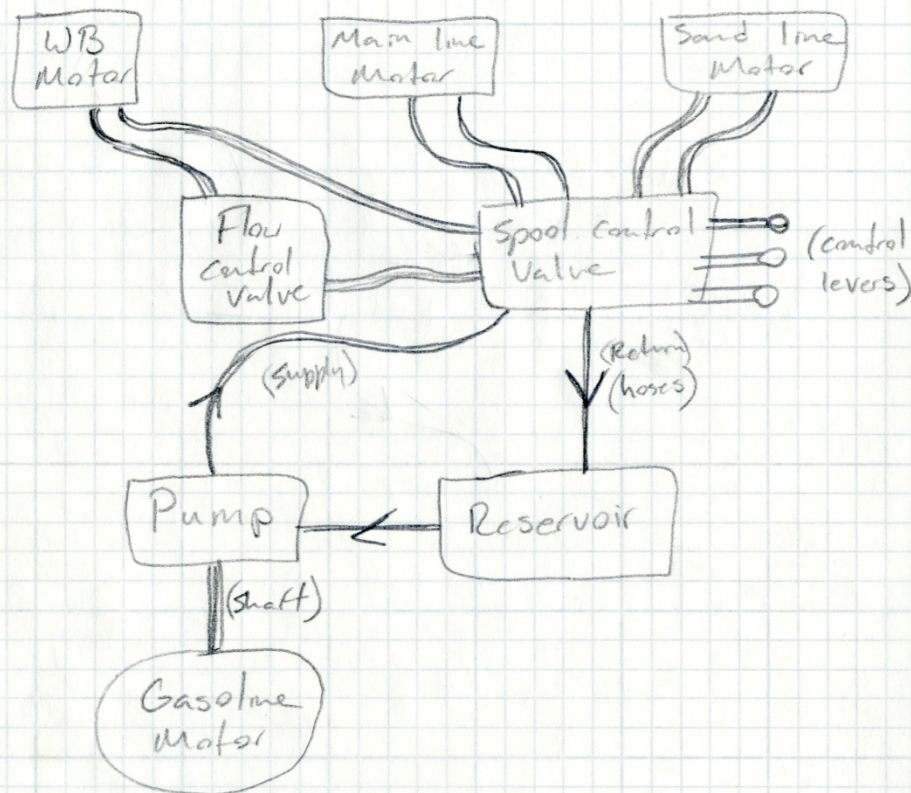 WB
Motor
Main line
Motor
Sand line
Motor
Flow
control
valve
Spool control
valve
(control
levers)
(supply)
(Return)
(hoses)
Pump
Reservoir
(shaft)
Gasoline
Motor